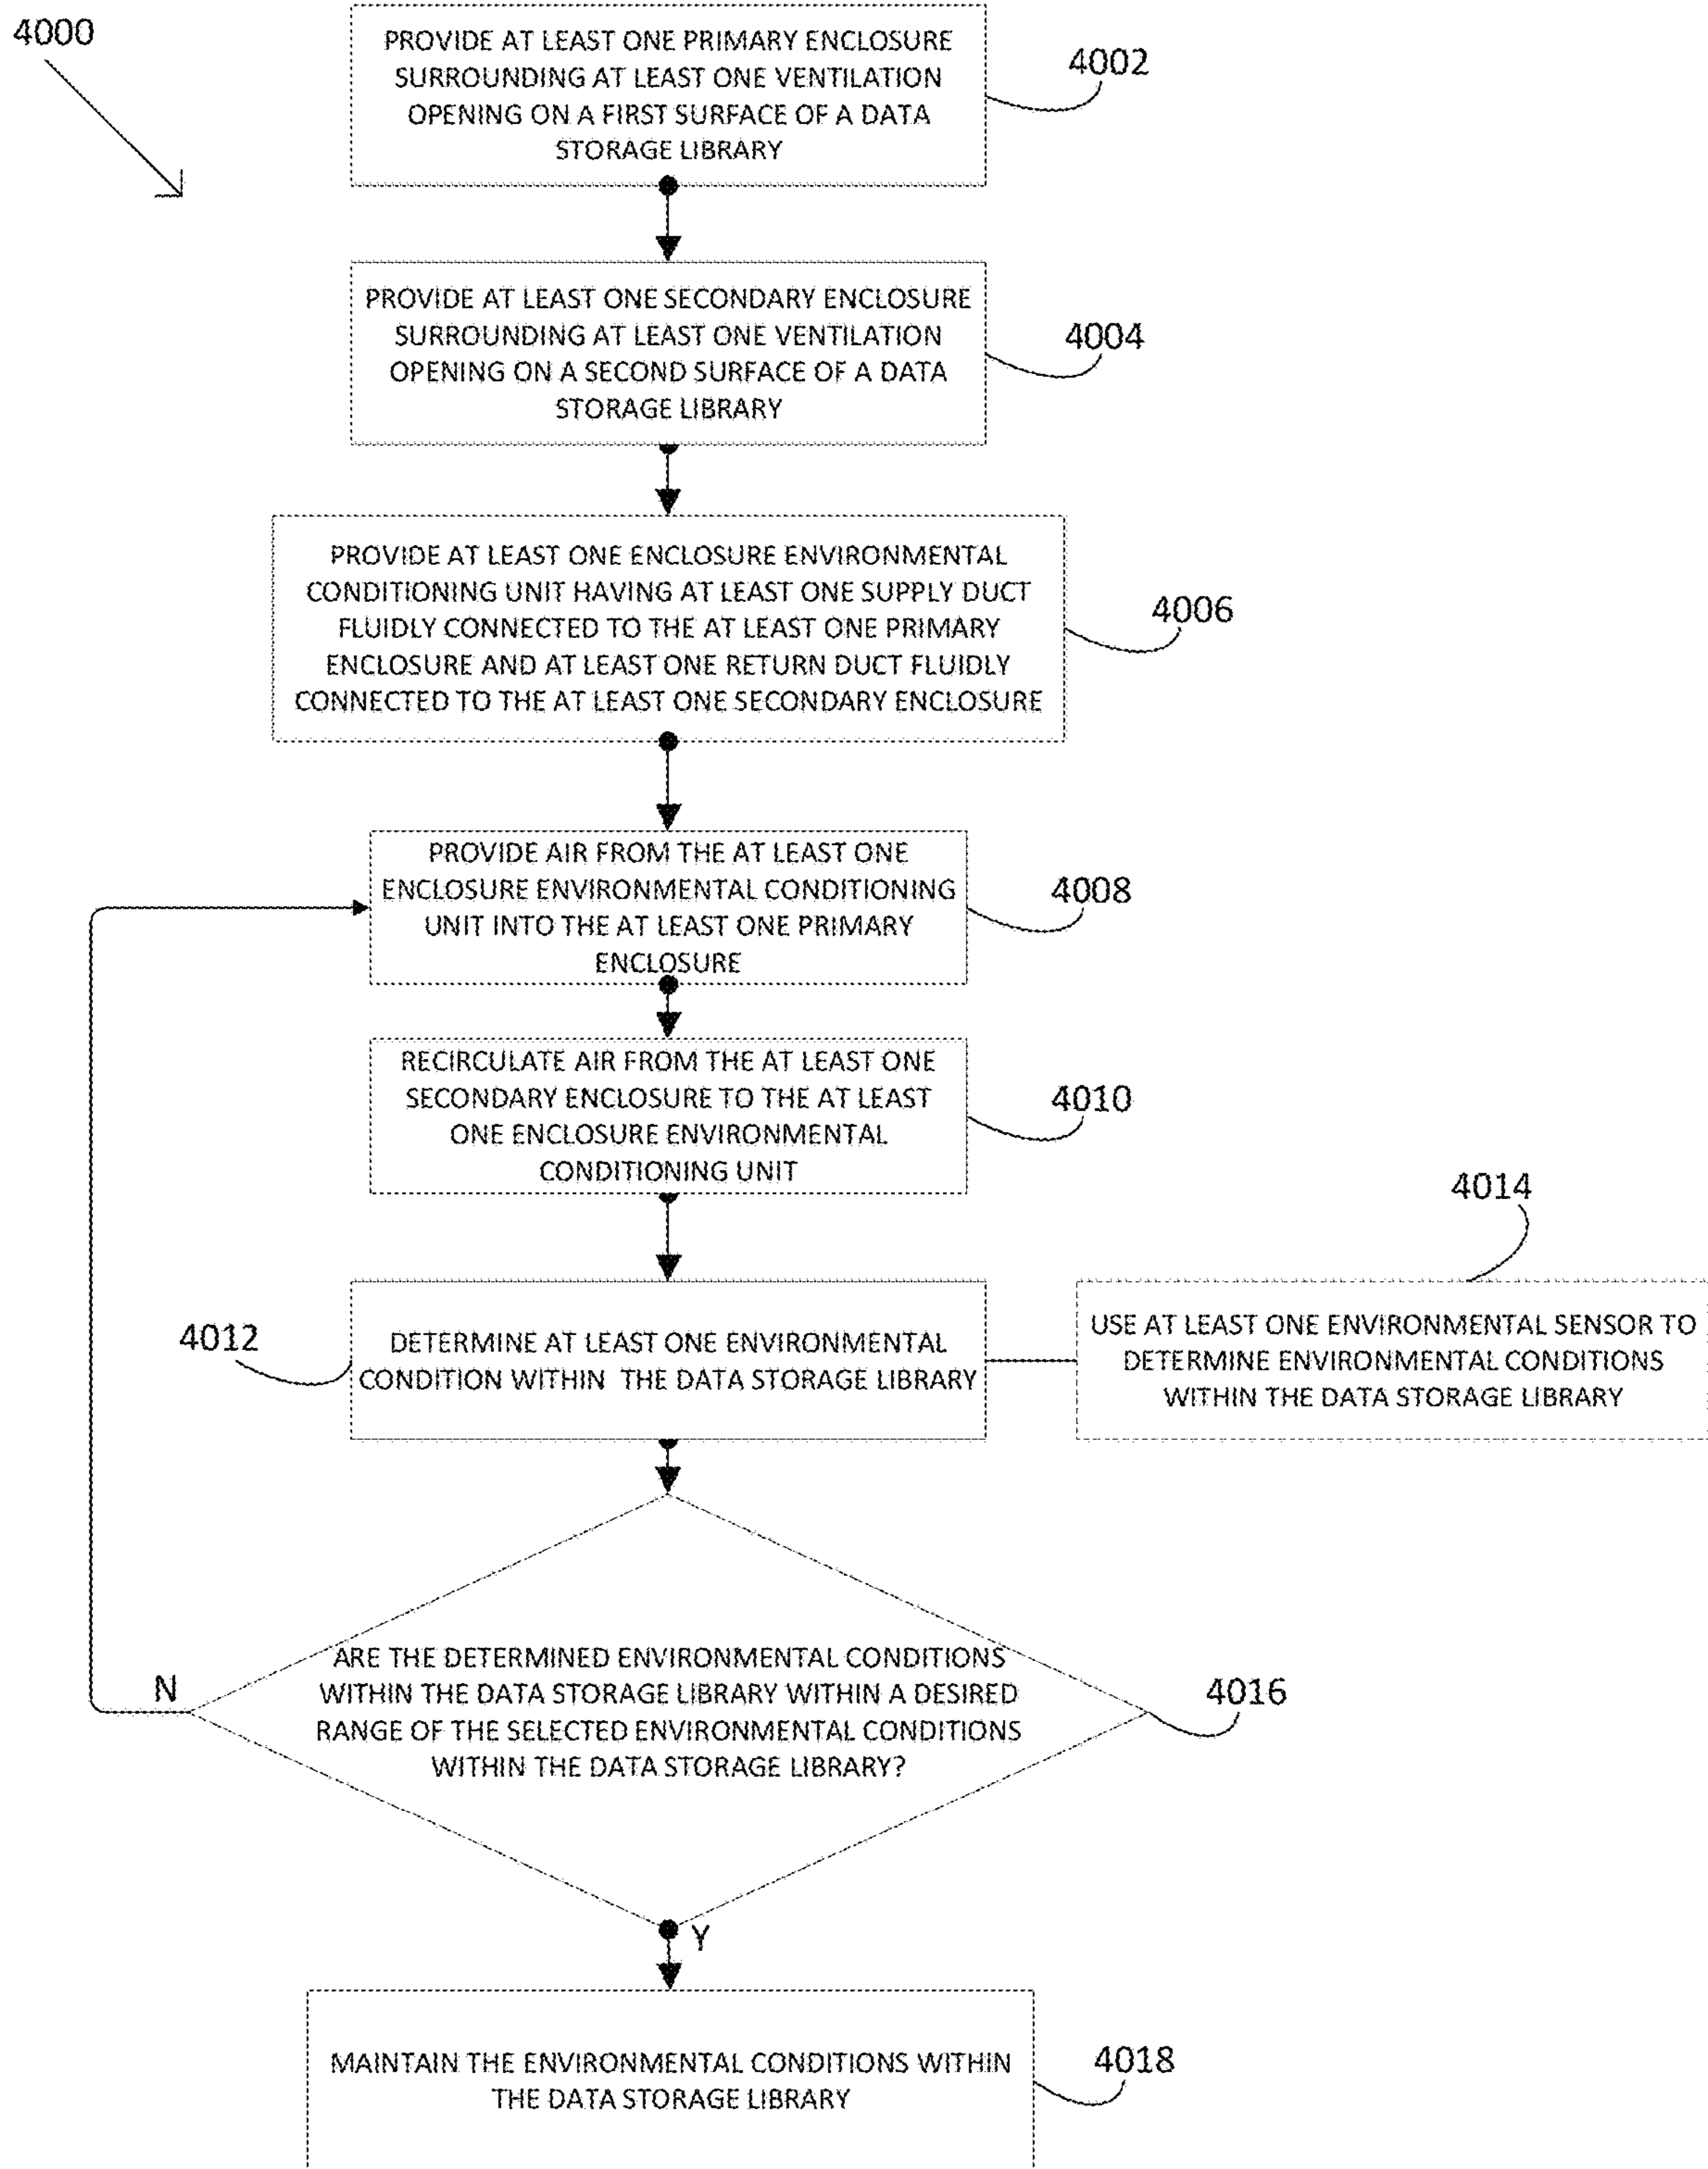 4000
PROVIDE AT LEAST ONE PRIMARY ENCLOSURE
SURROUNDING AT LEAST ONE VENTILATION
OPENING ON A FIRST SURFACE OF A DATA
STORAGE LIBRARY
4002
PROVIDE AT LEAST ONE SECONDARY ENCLOSURE
SURROUNDING AT LEAST ONE VENTILATION
OPENING ON A SECOND SURFACE OF A DATA
STORAGE LIBRARY
4004
PROVIDE AT LEAST ONE ENCLOSURE ENVIRONMENTAL
CONDITIONING UNIT HAVING AT LEAST ONE SUPPLY DUCT
FLUIDLY CONNECTED TO THE AT LEAST ONE PRIMARY
ENCLOSURE AND AT LEAST ONE RETURN DUCT FLUIDLY
CONNECTED TO THE AT LEAST ONE SECONDARY ENCLOSURE
4006
PROVIDE AIR FROM THE AT LEAST ONE
ENCLOSURE ENVIRONMENTAL CONDITIONING
UNIT INTO THE AT LEAST ONE PRIMARY
ENCLOSURE
4008
RECIRCULATE AIR FROM THE AT LEAST ONE
SECONDARY ENCLOSURE TO THE AT LEAST
ONE ENCLOSURE ENVIRONMENTAL
CONDITIONING UNIT
4010
4012
DETERMINE AT LEAST ONE ENVIRONMENTAL
CONDITION WITHIN THE DATA STORAGE LIBRARY
4014
USE AT LEAST ONE ENVIRONMENTAL SENSOR TO
DETERMINE ENVIRONMENTAL CONDITIONS
WITHIN THE DATA STORAGE LIBRARY
N
ARE THE DETERMINED ENVIRONMENTAL CONDITIONS
WITHIN THE DATA STORAGE LIBRARY WITHIN A DESIRED
RANGE OF THE SELECTED ENVIRONMENTAL CONDITIONS
WITHIN THE DATA STORAGE LIBRARY?
4016
Y
MAINTAIN THE ENVIRONMENTAL CONDITIONS WITHIN
THE DATA STORAGE LIBRARY
4018